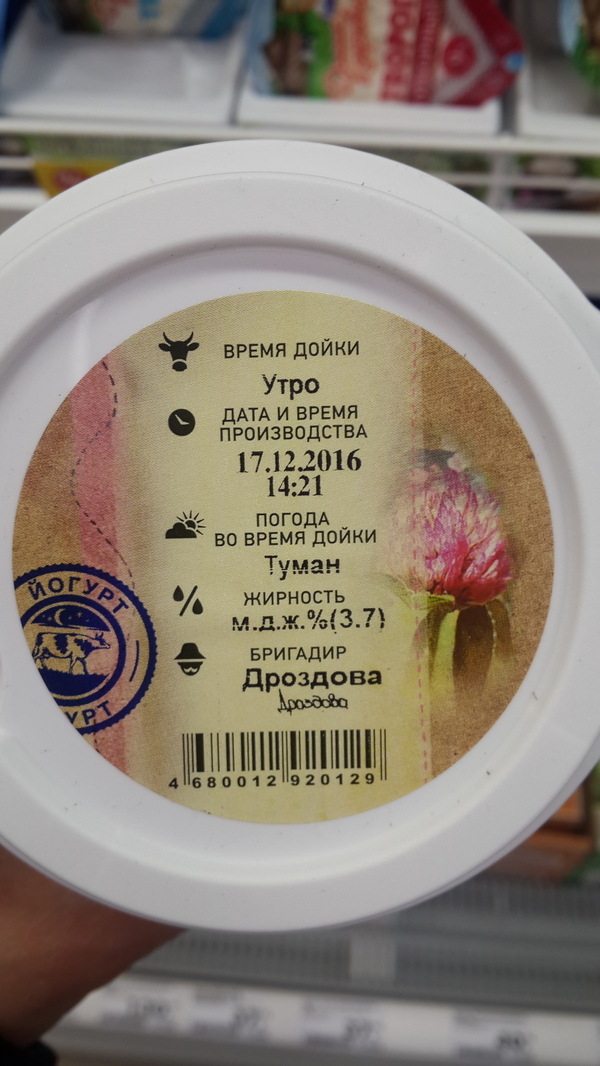 ВРЕМЯ ДОЙКИ
Утро
ДАТА И ВРЕМЯ
ПРОИЗВОДСТВА
17.12.2016
14:21
ПОГОДА
ВО ВРЕМЯ ДОЙКИ
Туман
ЖИРНОСТЬ
м.д.ж.%(3.7)
БРИГАДИР
Дроздова
Дроздова
ЙОГУРТ
4 680012 920129